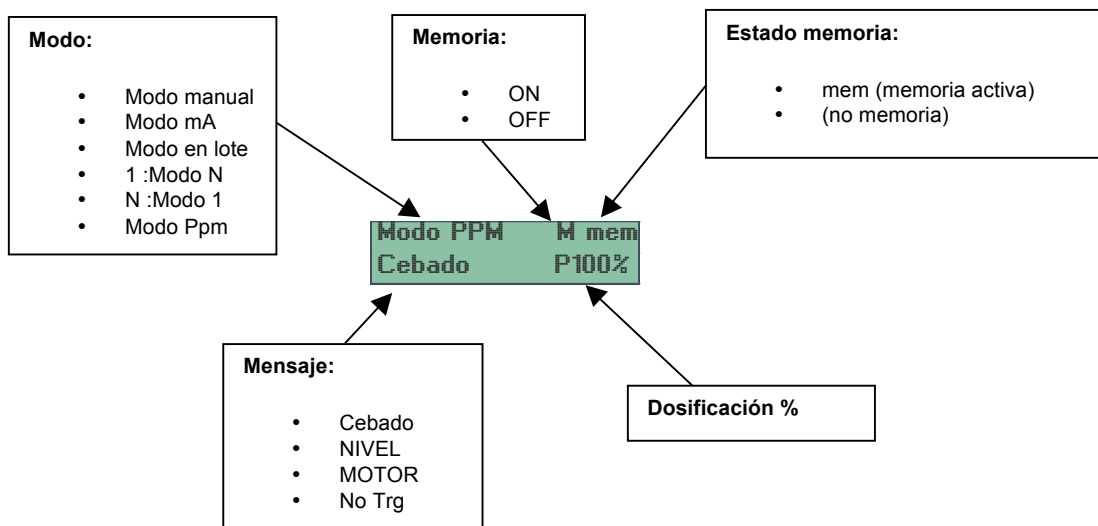 Modo:
• Modo manual
• Modo mA
• Modo en lote
• 1 :Modo N
• N :Modo 1
• Modo Ppm
Memoria:
• ON
• OFF
Estado memoria:
• mem (memoria activa)
• (no memoria)
Modo PPM M mem
Cebado P100%
Mensaje:
• Cebado
• NIVEL
• MOTOR
• No Trg
Dosificación %